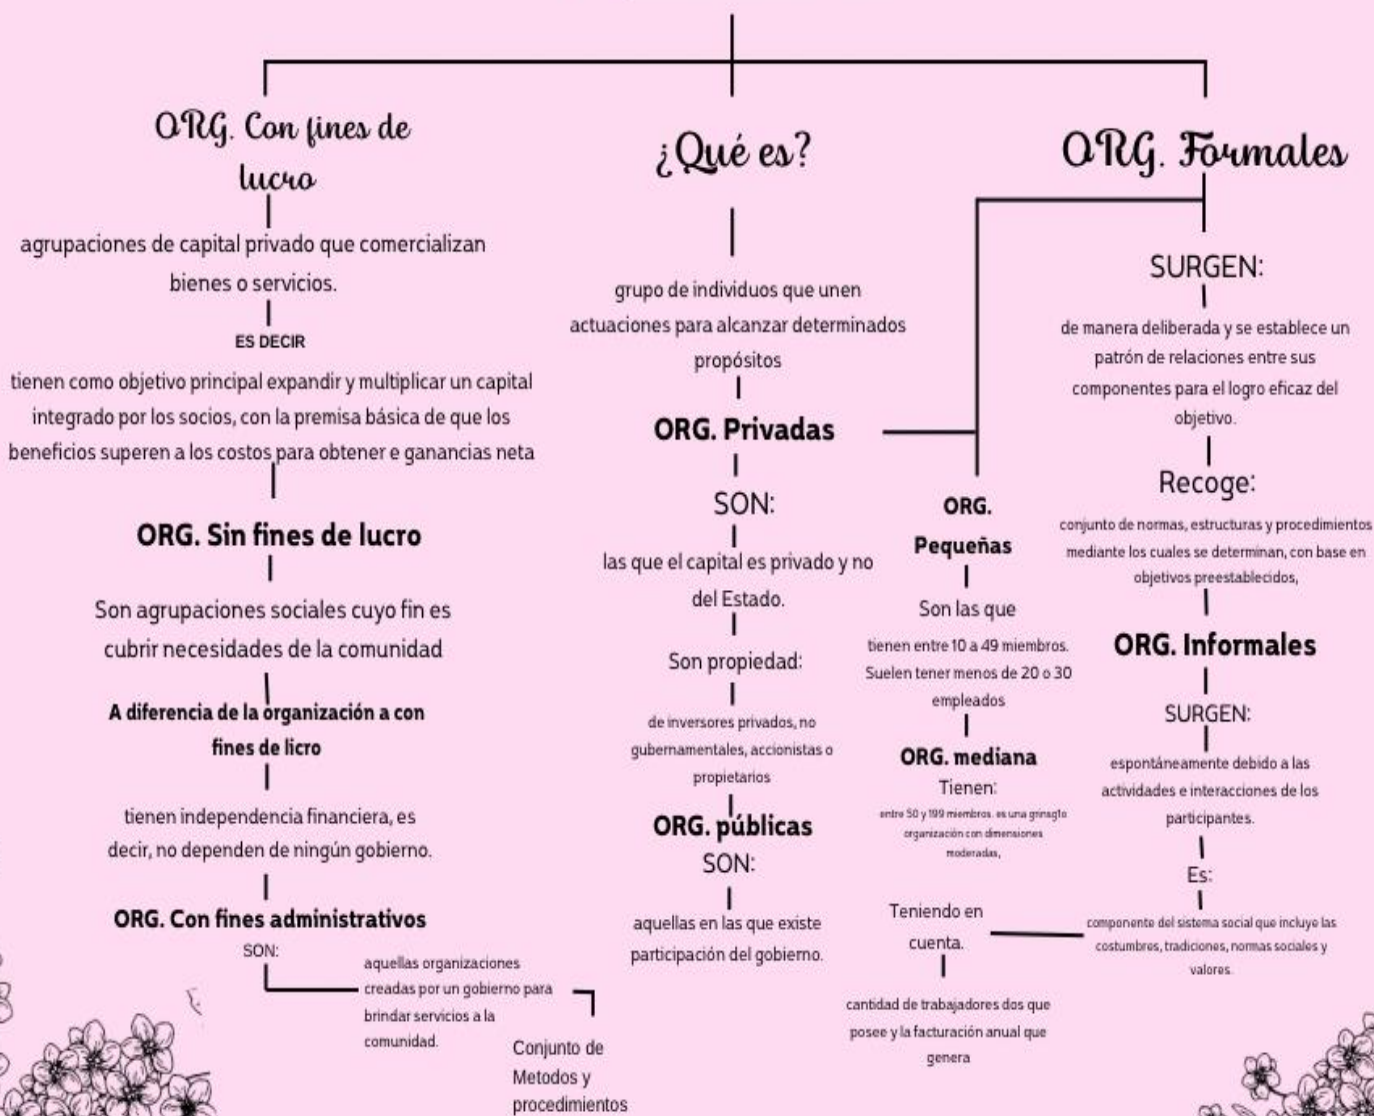 ORG. Con fines de
lucro
agrupaciones de capital privado que comercializan
bienes o servicios.
ES DECIR
tienen como objetivo principal expandir y multiplicar un capital
integrado por los socios, con la premisa básica de que los
beneficios superen a los costos para obtener e ganancias neta
ORG. Sin fines de lucro
Son agrupaciones sociales cuyo fin es
cubrir necesidades de la comunidad
A diferencia de la organización a con
fines de licro
tienen independencia financiera, es
decir, no dependen de ningún gobierno.
ORG. Con fines administrativos
SON:
aquellas organizaciones
creadas por un gobierno para
brindar servicios a la
comunidad.
Conjunto de
Metodos y
procedimientos
¿Qué es?
grupo de individuos que unen
actuaciones para alcanzar determinados
propósitos
ORG. Privadas
SON:
las que el capital es privado y no
del Estado.
Son propiedad:
de inversores privados, no
gubernamentales, accionistas o
propietarios
ORG. públicas
SON:
aquellas en las que existe
participación del gobierno.
ORG. Formales
ORG.
Pequeñas
Son las que
tienen entre 10 a 49 miembros.
Suelen tener menos de 20 o 30
empleados
ORG. mediana
Tienen:
entre 50 y 199 miembros. es una
organización con dimensiones
moderadas,
Teniendo en
cuenta.
cantidad de trabajadores dos que
posee y la facturación anual que
genera
SURGEN:
de manera deliberada y se establece un
patrón de relaciones entre sus
componentes para el logro eficaz del
objetivo.
Recoge:
conjunto de normas, estructuras y procedimientos
mediante los cuales se determinan, con base en
objetivos preestablecidos,
ORG. Informales
SURGEN:
espontáneamente debido a las
actividades e interacciones de los
participantes.
Es:
componente del sistema social que incluye las
costumbres, tradiciones, normas sociales y
valores.